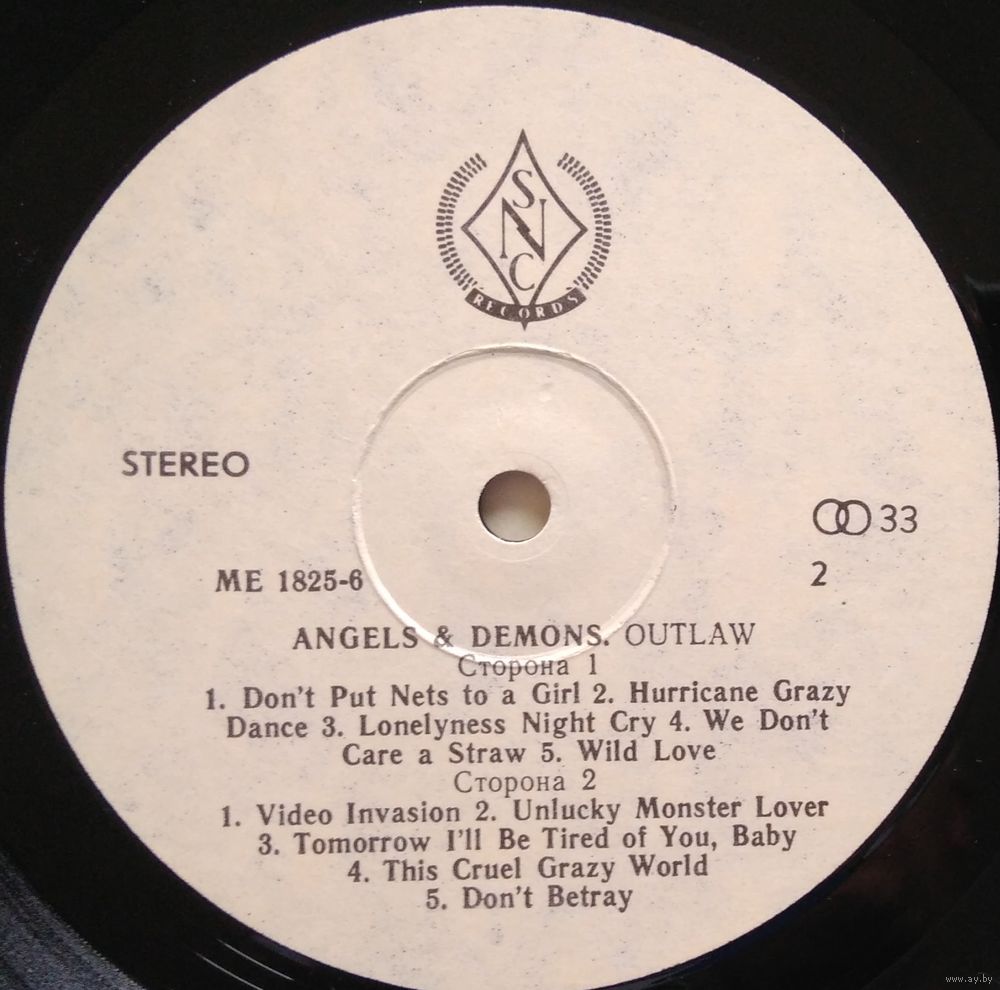 S
N
C
RECORDS
STEREO
33
ME 1825-6
2
ANGELS & DEMONS. OUTLAW
Сторона 1
1. Don't Put Nets to a Girl 2. Hurricane Grazy
Dance 3. Lonelyness Night Cry 4. We Don't
Care a Straw 5. Wild Love
Сторона 2
1. Video Invasion 2. Unlucky Monster Lover
3. Tomorrow I'll Be Tired of You, Baby
4. This Cruel Grazy World
5. Don't Betray
www.ay.by